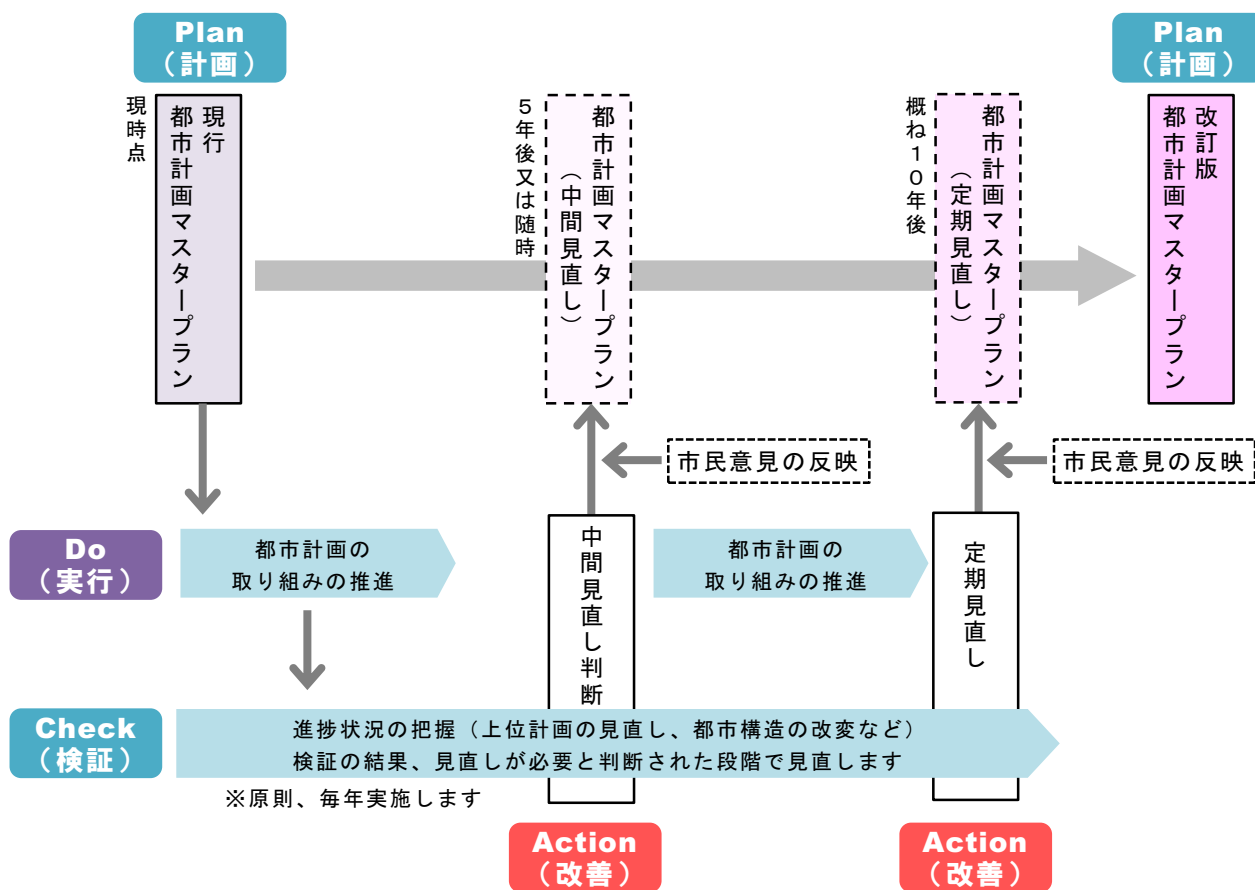 Plan
（計画）
Plan
（計画）
現時点
現行
都市計画マスタープラン
５年後又は随時
都市計画マスタープラン
（中間見直し）
概ね１０年後
都市計画マスタープラン
（定期見直し）
改訂版
都市計画マスタープラン
市民意見の反映
市民意見の反映
Do
（実行）
都市計画の
取り組みの推進
中間見直し判断
都市計画の
取り組みの推進
定期見直し
Check
（検証）
進捗状況の把握（上位計画の見直し、都市構造の改変など）
検証の結果、見直しが必要と判断された段階で見直します
※原則、毎年実施します
Action
（改善）
Action
（改善）